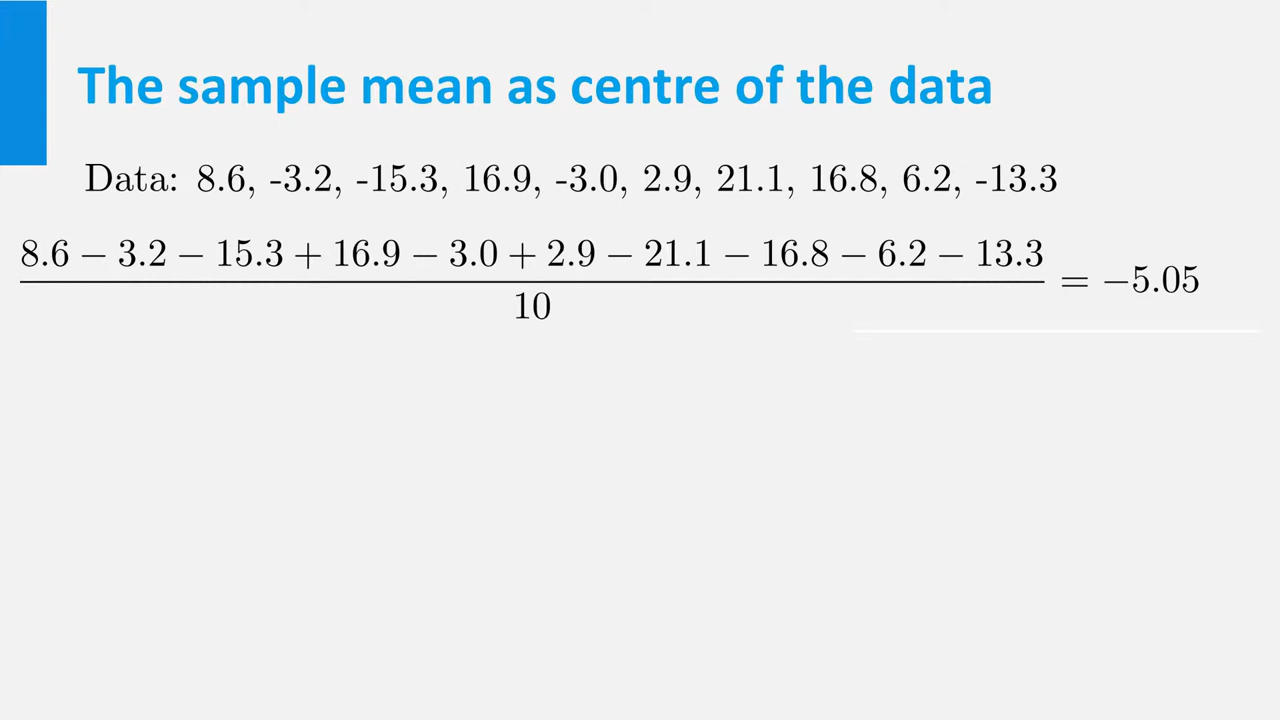 The sample mean as centre of the data
Data: 8.6, -3.2, -15.3, 16.9, -3.0, 2.9, 21.1, 16.8, 6.2, -13.3
8.6 − 3.2 − 15.3 + 16.9 − 3.0 + 2.9 − 21.1 − 16.8 − 6.2 − 13.3
10
= −5.05